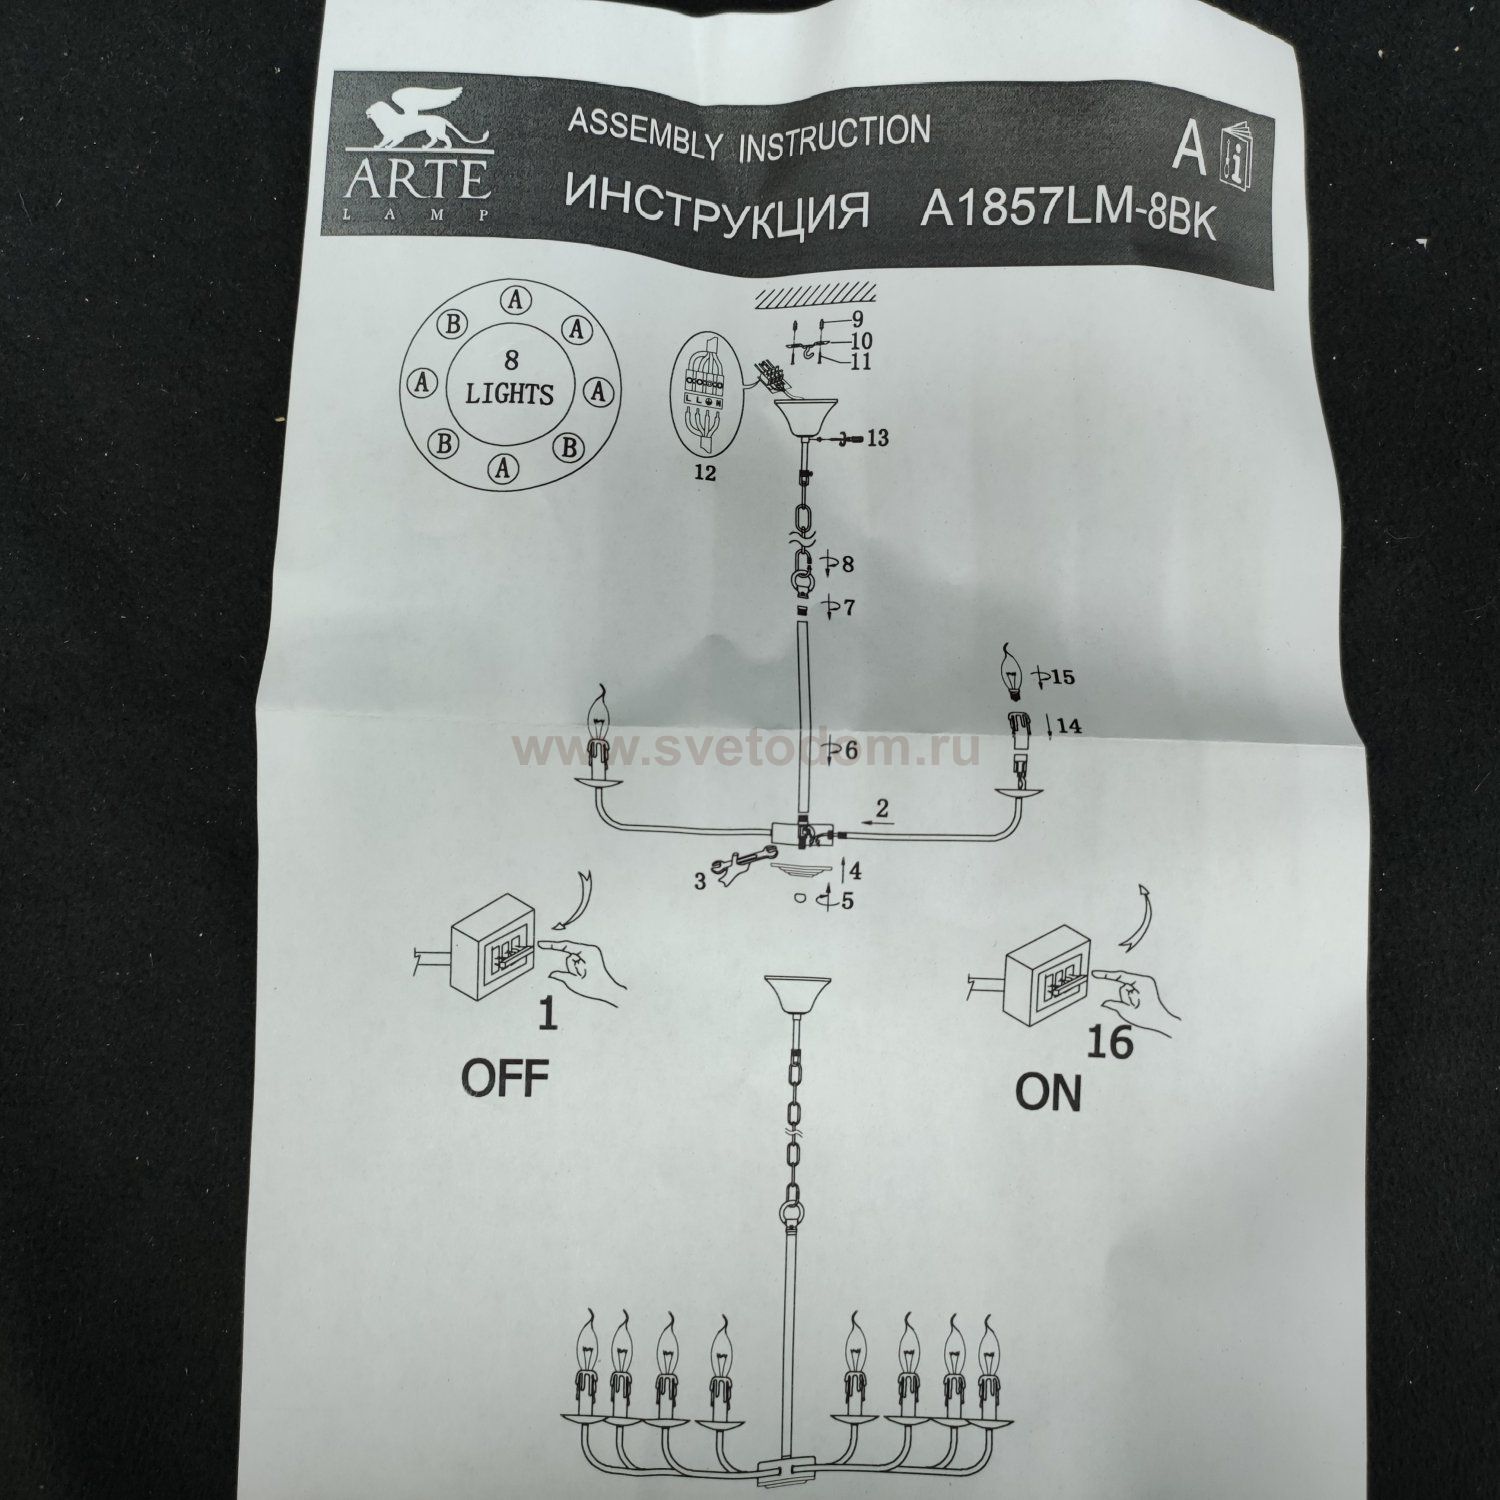 ARTE
LAMP
ASSEMBLY INSTRUCTION
ИНСТРУКЦИЯ A1857LM-8BK
A
i
A
B
A
8
LIGHTS
A
A
B
B
A
L L N
12
9
10
11
13
8
7
15
14
www.svetodom.ru
6
2
3
4
5
1
OFF
16
ON